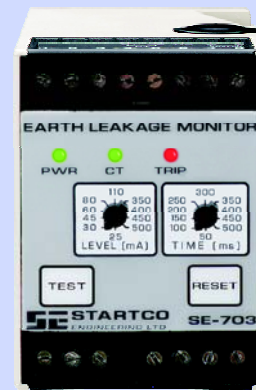 EARTH LEAKAGE MONITOR
PWR CT TRIP
110 300
80 350 250 350
60 400 200 400
45 450 150 450
30 500 100 500
25 50
LEVEL (mA) TIME (ms)
TEST RESET
SE STARTCO SE-703
ENGINEERING LTD